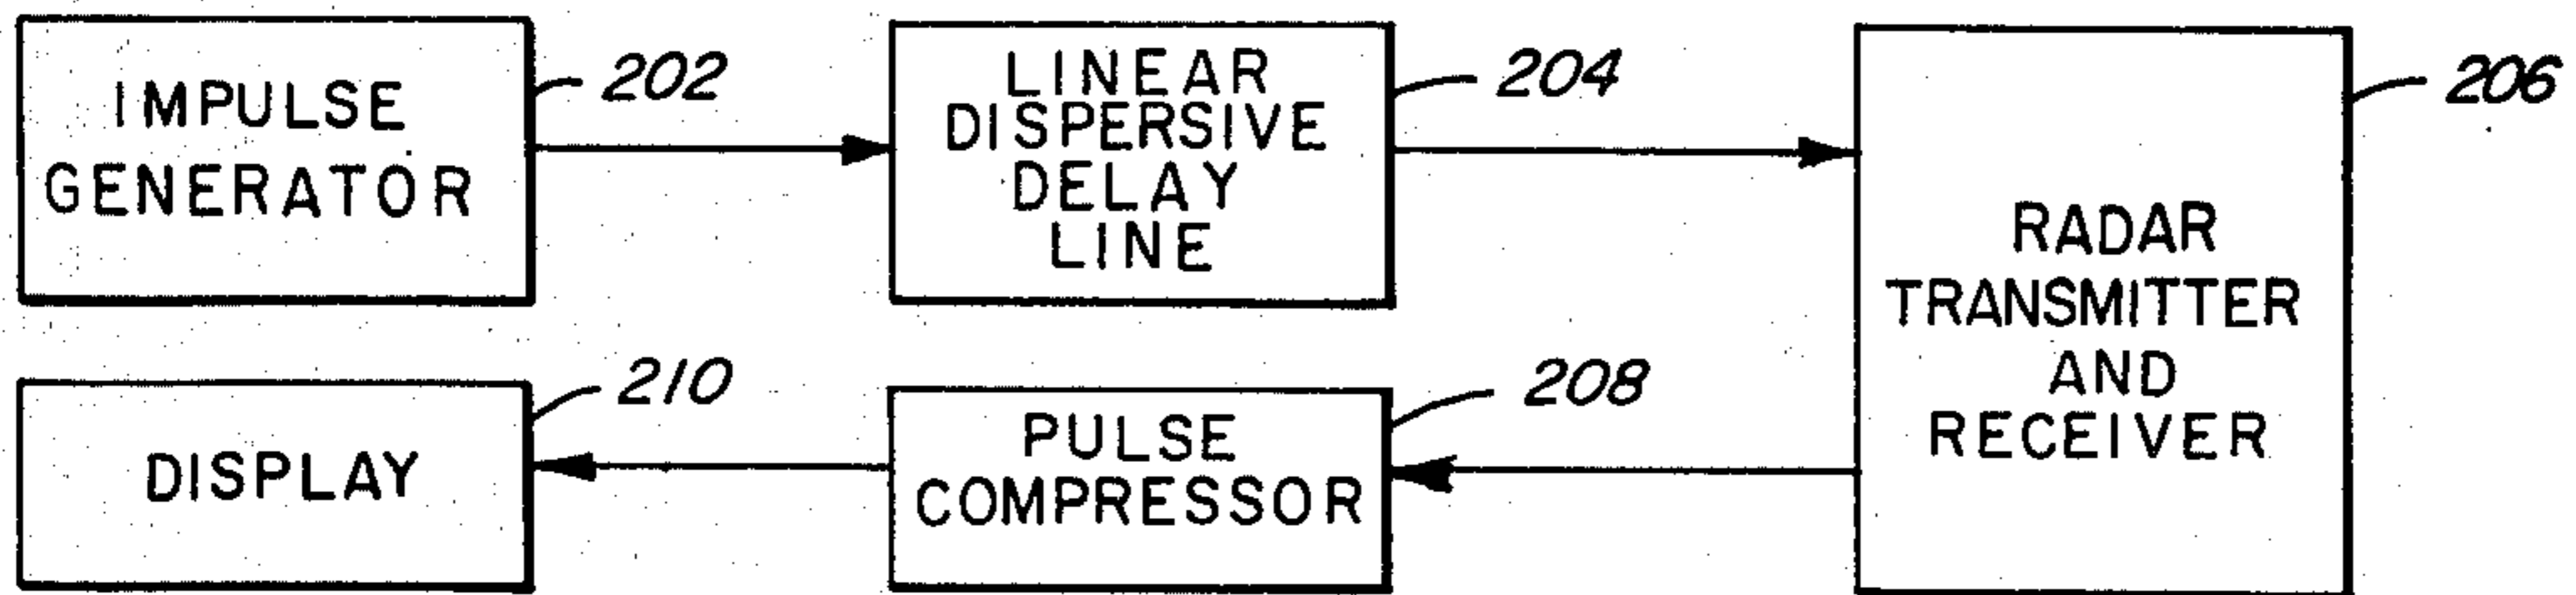 IMPULSE
GENERATOR
202
LINEAR
DISPERSIVE
DELAY
LINE
204
RADAR
TRANSMITTER
AND
RECEIVER
206
PULSE
COMPRESSOR
208
DISPLAY
210